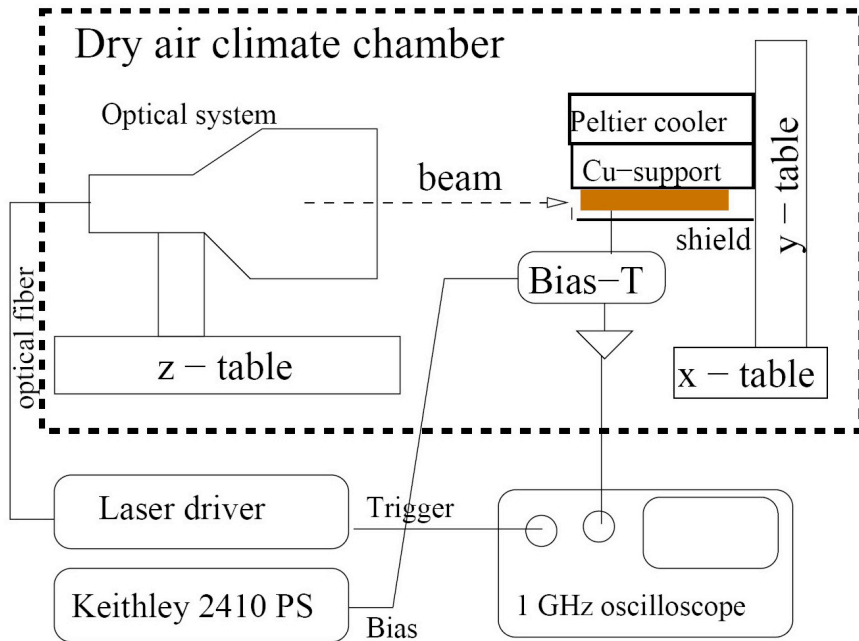 Dry air climate chamber
Optical system
Peltier cooler
Cu−support
beam
shield
y − table
Bias−T
optical fiber
z − table
x − table
Laser driver
Trigger
Keithley 2410 PS
Bias
1 GHz oscilloscope